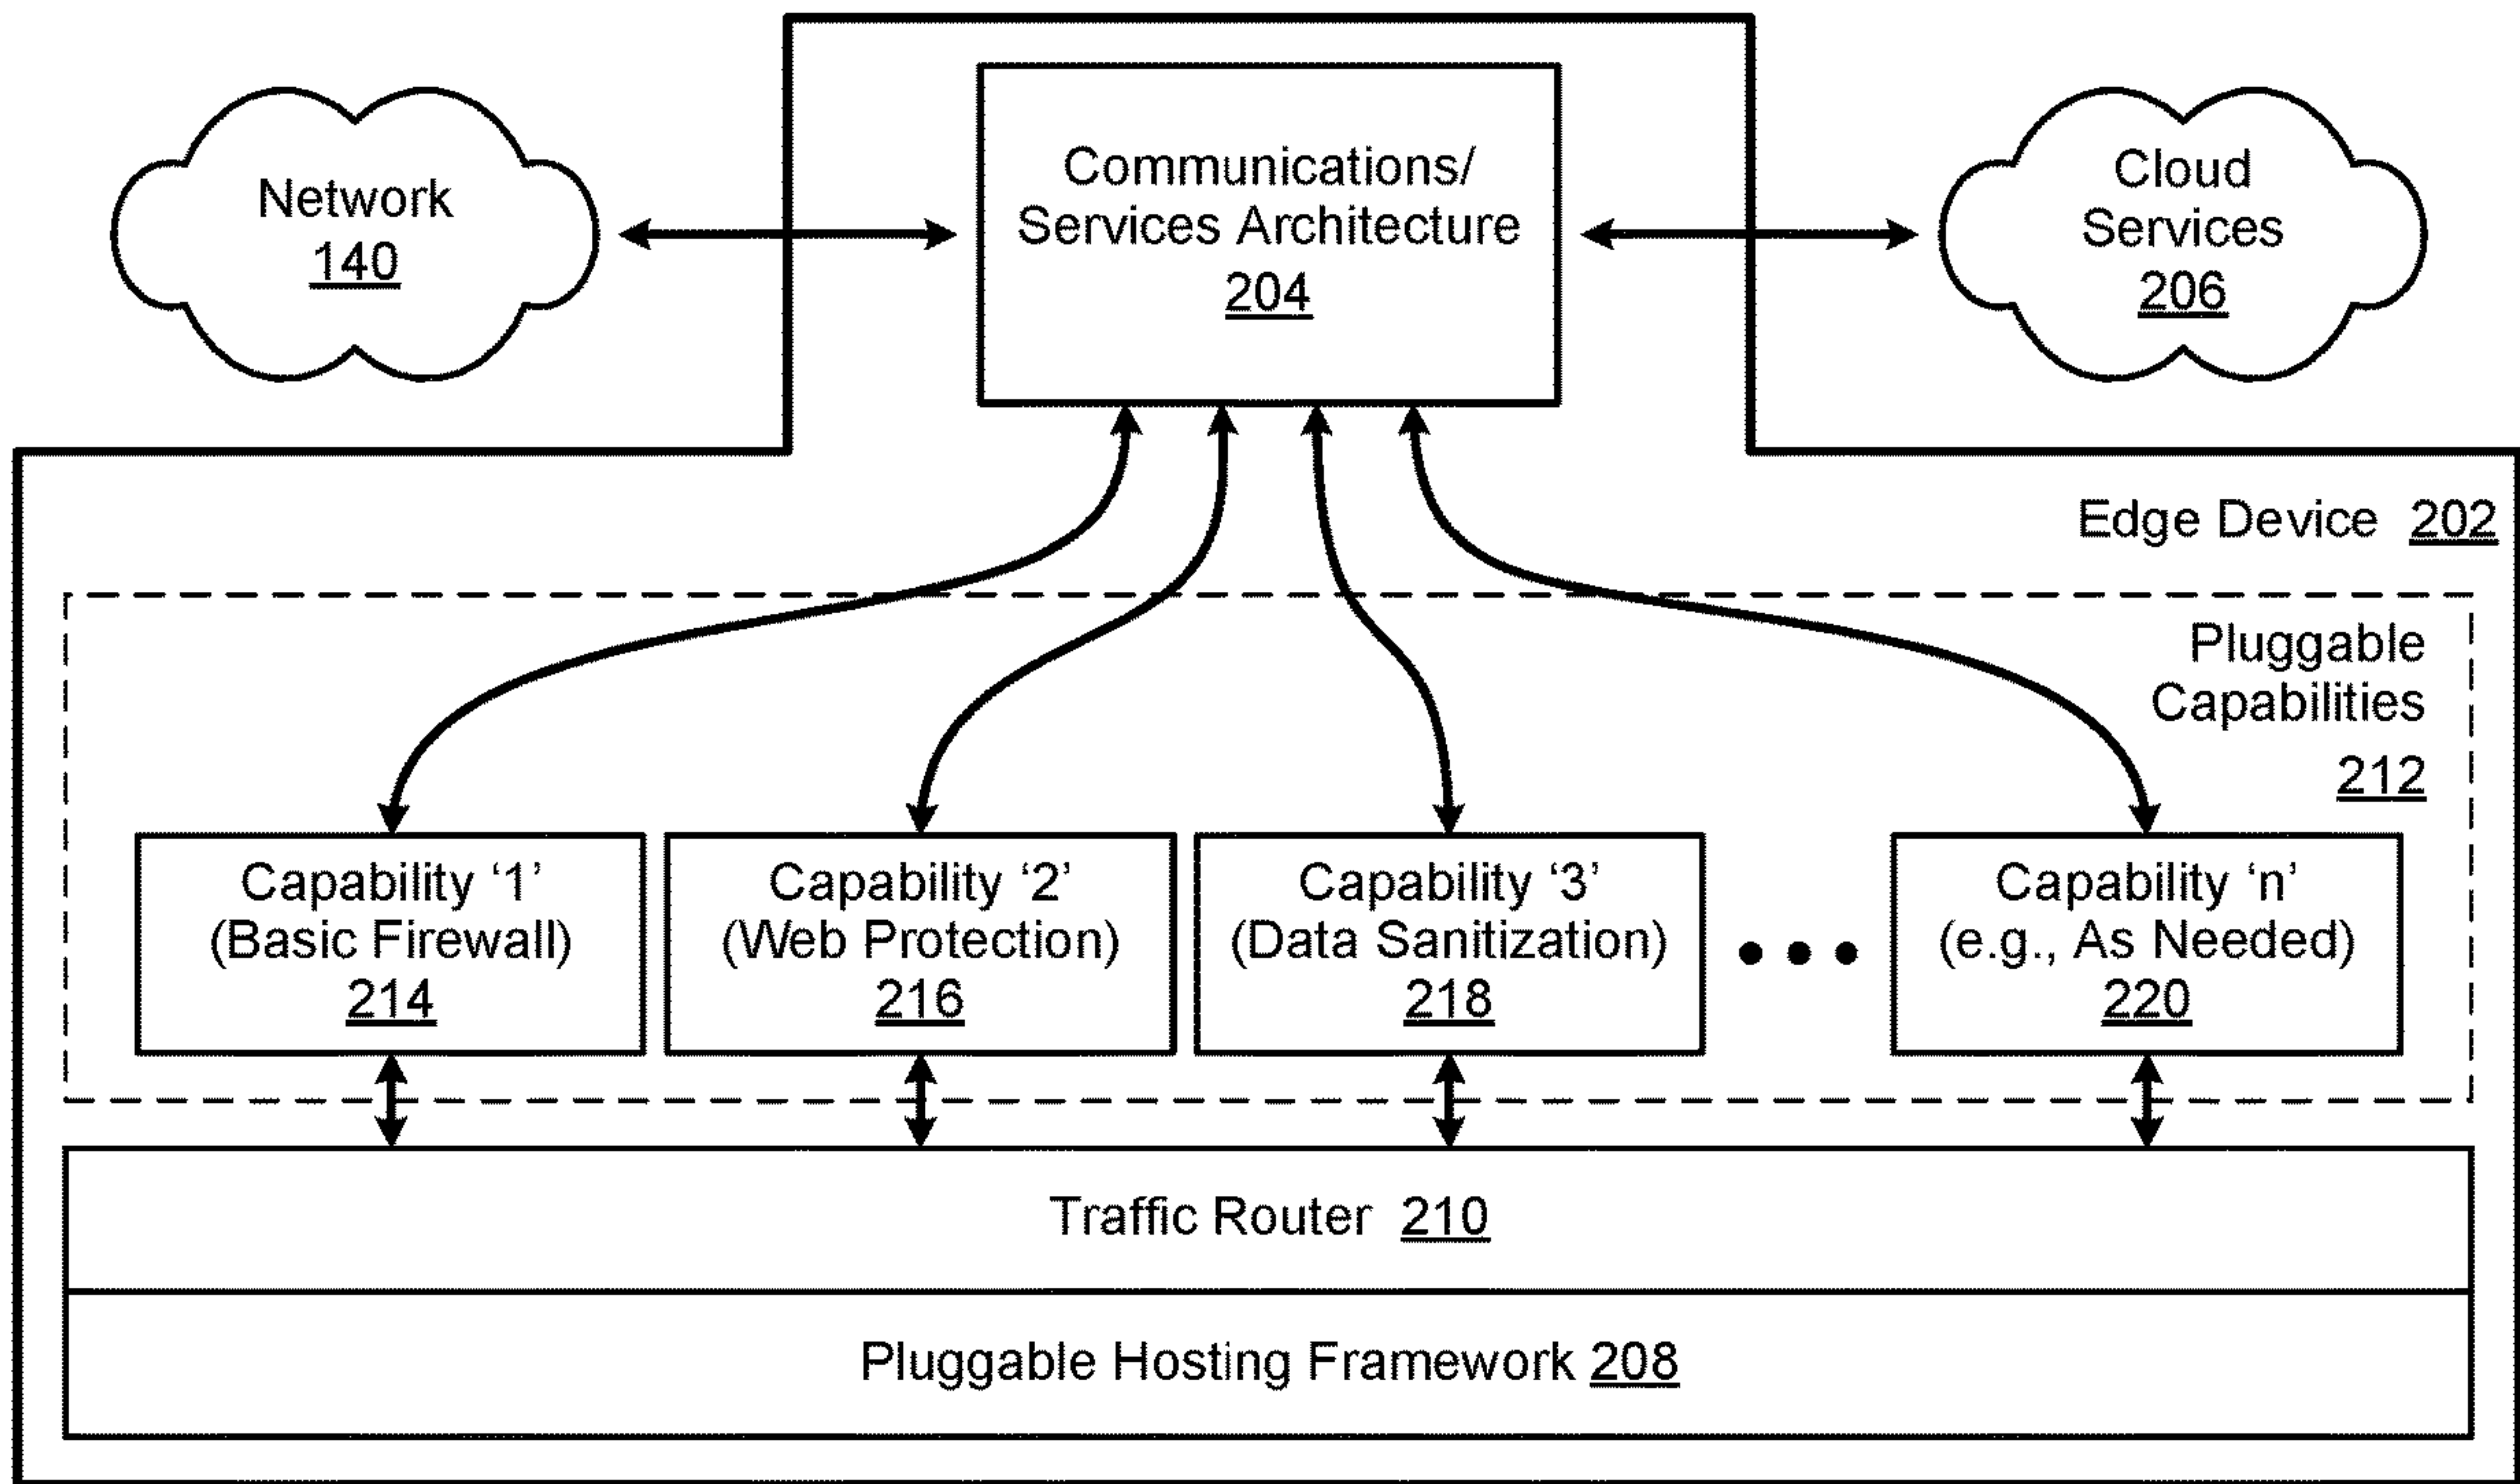 Network
140
Communications/
Services Architecture
204
Cloud
Services
206
Edge Device 202
Pluggable
Capabilities
212
Capability ‘1’
(Basic Firewall)
214
Capability ‘2’
(Web Protection)
216
Capability ‘3’
(Data Sanitization)
218
Capability ‘n’
(e.g., As Needed)
220
Traffic Router 210
Pluggable Hosting Framework 208